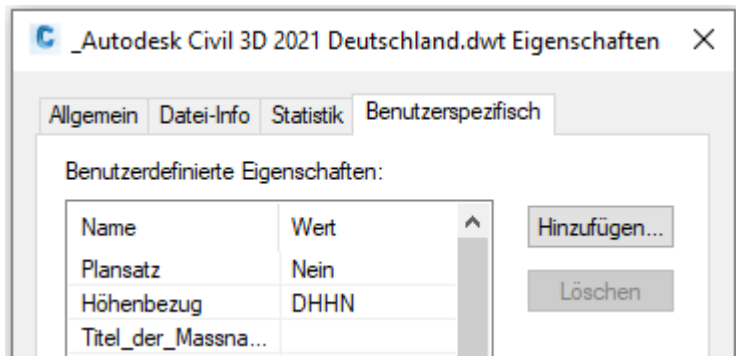 _Autodesk Civil 3D 2021 Deutschland.dwt Eigenschaften
Allgemein Datei-Info Statistik Benutzerspezifisch
Benutzerdefinierte Eigenschaften:
Name Wert Hinzufügen...
Plansatz Nein
Löschen
Höhenbezug DHHN
Titel_der_Massna...